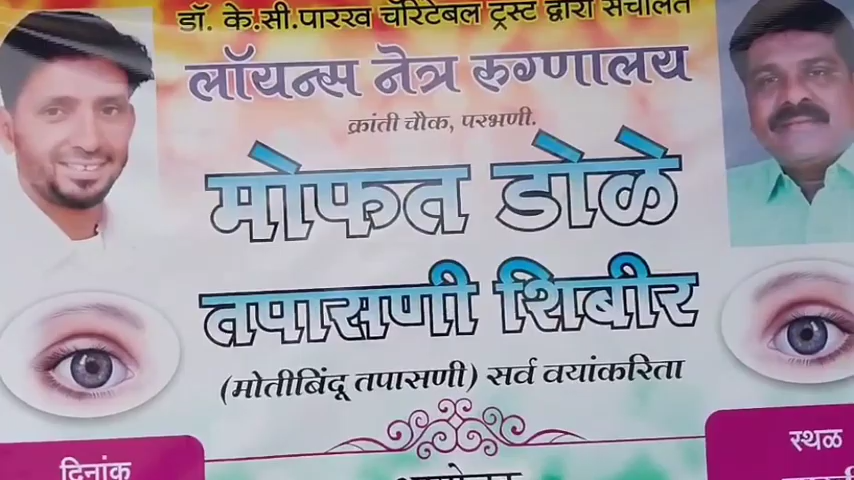 डॉ. के.सी.पारख चॅरिटेबल ट्रस्ट द्वारा संचलित
लॉयन्स नेत्र रुग्णालय
क्रांती चौक, परभणी.
मोफत डोळे
तपासणी शिबीर
(मोतीबिंदू तपासणी) सर्व वयांकरिता
दिनांक
स्थळ